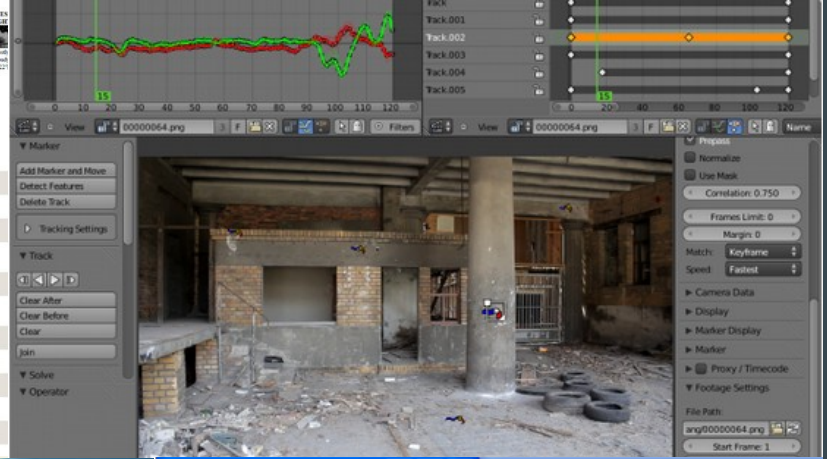 Track.001
Track.002
Track.003
Track.004
Track.005
15
0 10 20 30 40 50 60 70 80 90 100 110 120
15
0 20 40 60 80 100 120
View 00000064.png 3 F Filters
View 00000064.png 3 F Name
Marker
Add Marker and Move
Detect Features
Delete Track
Tracking Settings
Track
Clear After
Clear Before
Clear
Join
Solve
Operator
Prepass
Normalize
Use Mask
Correlation: 0.750
Frames Limit: 0
Margin: 0
Match: Keyframe
Speed: Fastest
Camera Data
Display
Marker Display
Marker
Proxy / Timecode
Footage Settings
File Path:
ang/00000064.png
Start Frame: 1